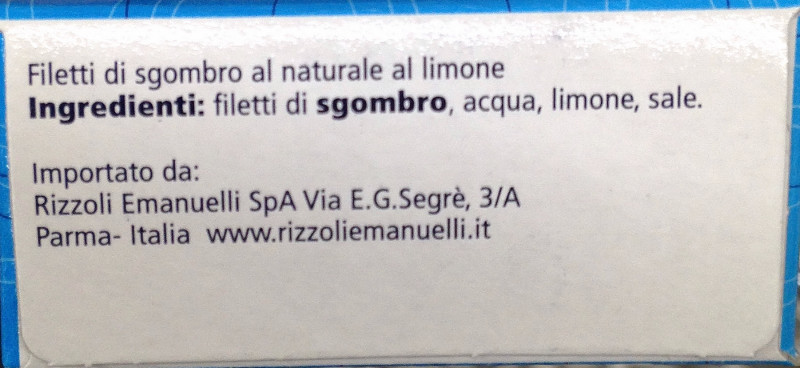 Filetti di sgombro al naturale al limone
Ingredienti: filetti di sgombro, acqua, limone, sale.
Importato da:
Rizzoli Emanuelli SpA Via E.G.Segrè, 3/A
Parma- Italia www.rizzoliemanuelli.it